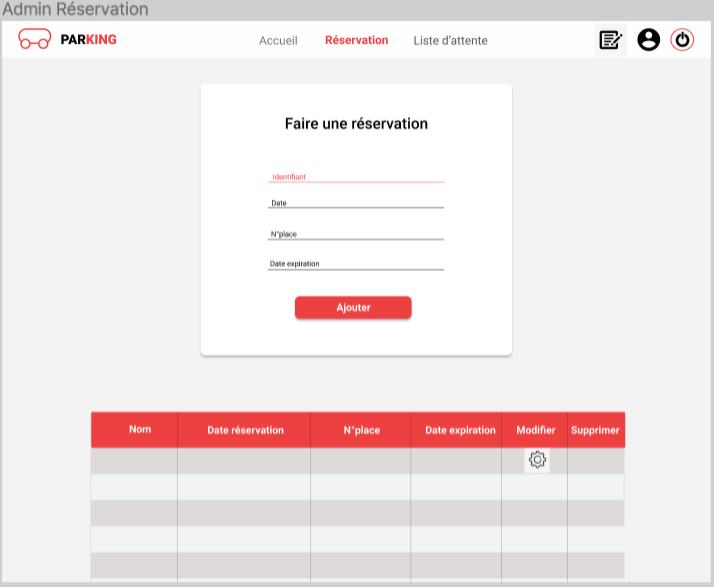 Admin Réservation
PARKING Accueil Réservation Liste d'attente
Faire une réservation
Identifiant
Date
N°place
Date expiration
Ajouter
Nom Date réservation N°place Date expiration Modifier Supprimer